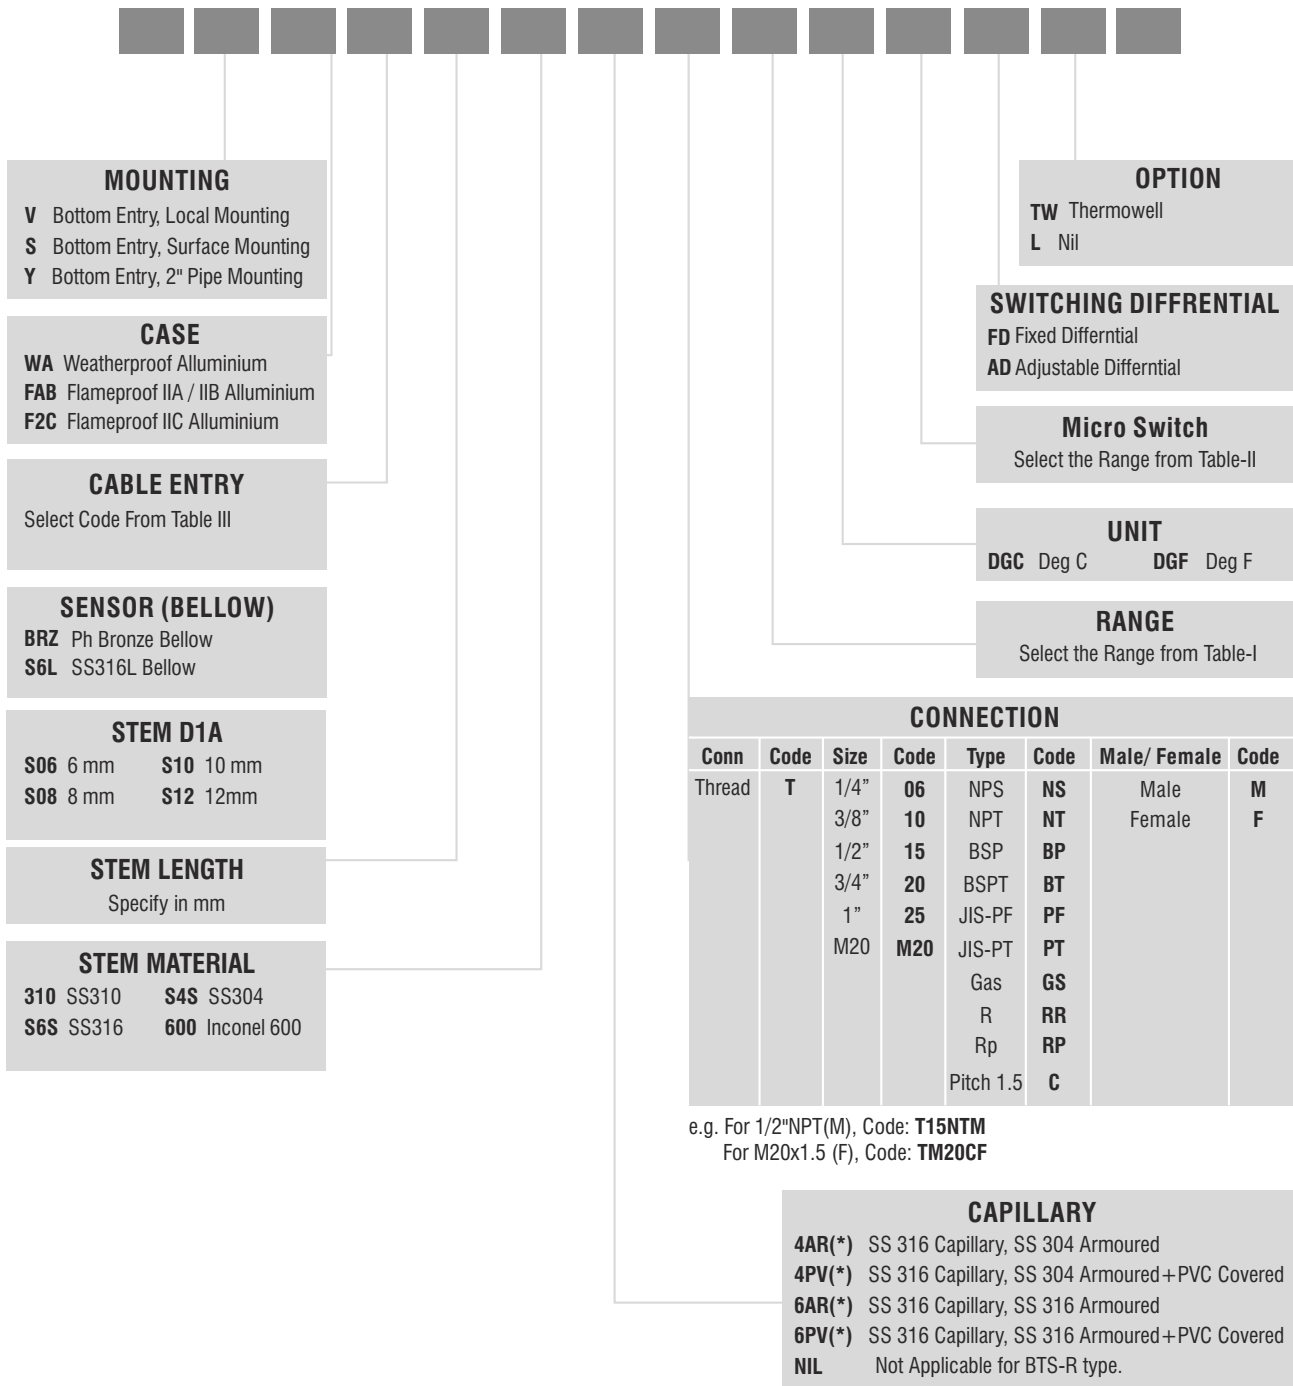 MOUNTING
V Bottom Entry, Local Mounting
S Bottom Entry, Surface Mounting
Y Bottom Entry, 2" Pipe Mounting
CASE
WA Weatherproof Alluminium
FAB Flameproof IIA / IIB Alluminium
F2C Flameproof IIC Alluminium
CABLE ENTRY
Select Code From Table III
SENSOR (BELLOW)
BRZ Ph Bronze Bellow
S6L SS316L Bellow
STEM D1A
S06 6 mm S10 10 mm
S08 8 mm S12 12mm
STEM LENGTH
Specify in mm
STEM MATERIAL
310 SS310 S4S SS304
S6S SS316 600 Inconel 600
OPTION
TW Thermowell
L Nil
SWITCHING DIFFRENTIAL
FD Fixed Differntial
AD Adjustable Differntial
Micro Switch
Select the Range from Table-II
UNIT
DGC Deg C DGF Deg F
RANGE
Select the Range from Table-I
CONNECTION
Conn Code Size Code Type Code Male/ Female Code
Thread T 1/4” 06 NPS NS Male M
3/8” 10 NPT NT Female F
1/2” 15 BSP BP
3/4” 20 BSPT BT
1” 25 JIS-PF PF
M20 M20 JIS-PT PT
Gas GS
R RR
Rp RP
Pitch 1.5 C
e.g. For 1/2"NPT(M), Code: T15NTM
For M20x1.5 (F), Code: TM20CF
CAPILLARY
4AR(*) SS 316 Capillary, SS 304 Armoured
4PV(*) SS 316 Capillary, SS 304 Armoured+PVC Covered
6AR(*) SS 316 Capillary, SS 316 Armoured
6PV(*) SS 316 Capillary, SS 316 Armoured+PVC Covered
NIL Not Applicable for BTS-R type.